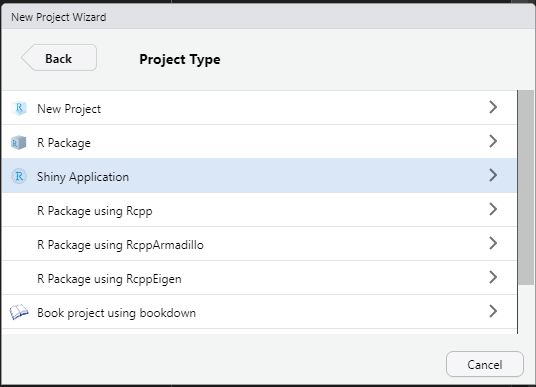 New Project Wizard
Back
Project Type
New Project
R Package
Shiny Application
R Package using Rcpp
R Package using RcppArmadillo
R Package using RcppEigen
Book project using bookdown
Cancel